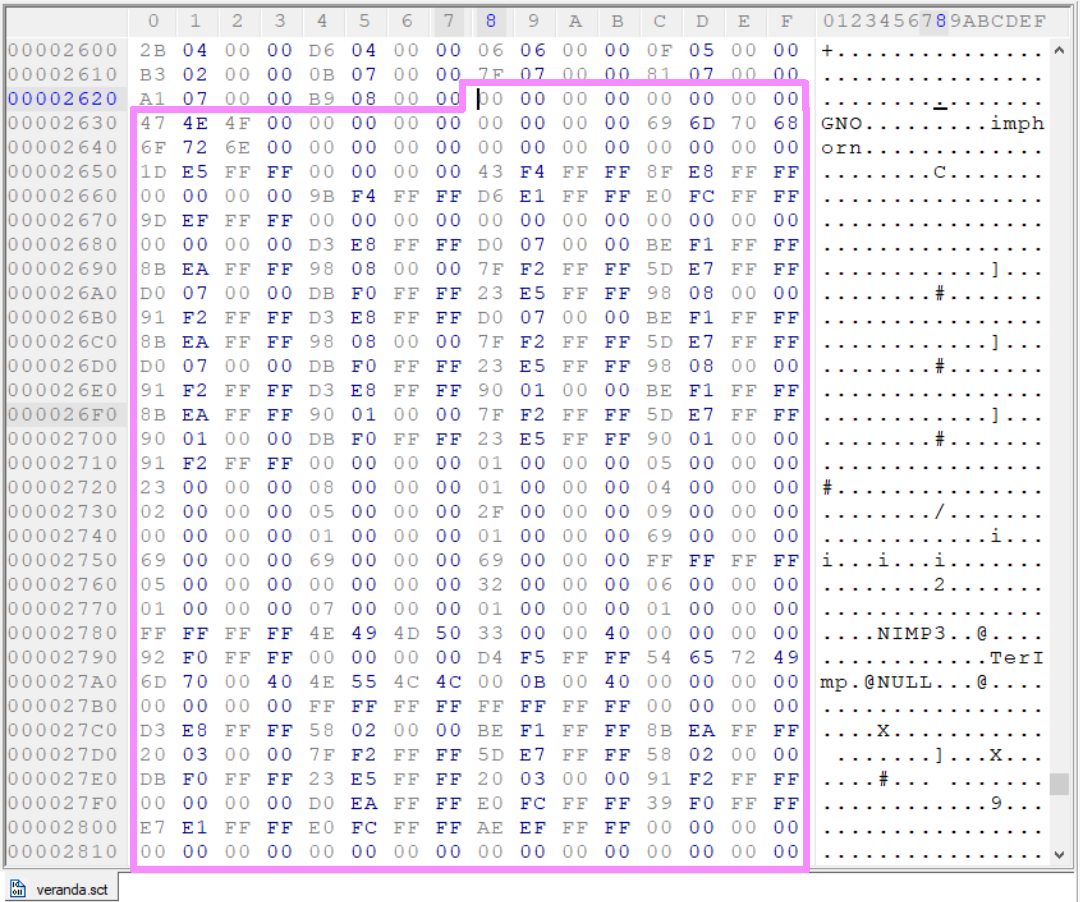 0 1 2 3 4 5 6 7 8 9 A B C D E F 0123456789ABCDEF
00002600 2B 04 00 00 D6 04 00 00 06 06 00 00 0F 05 00 00 +...............
00002610 B3 02 00 00 0B 07 00 00 7F 07 00 00 81 07 00 00 ................
00002620 A1 07 00 00 B9 08 00 00 00 00 00 00 00 00 00 00 ................
00002630 47 4E 4F 00 00 00 00 00 00 00 00 00 69 6D 70 68 GNO.........imph
00002640 6F 72 6E 00 00 00 00 00 00 00 00 00 00 00 00 00 orn.............
00002650 1D E5 FF FF 00 00 00 00 43 F4 FF FF 8F E8 FF FF ........C.......
00002660 00 00 00 00 9B F4 FF FF D6 E1 FF FF E0 FC FF FF ................
00002670 9D EF FF FF 00 00 00 00 00 00 00 00 00 00 00 00 ................
00002680 00 00 00 00 D3 E8 FF FF D0 07 00 00 BE F1 FF FF ................
00002690 8B EA FF FF 98 08 00 00 7F F2 FF FF 5D E7 FF FF ............]...
000026A0 D0 07 00 00 DB F0 FF FF 23 E5 FF FF 98 08 00 00 ........#.......
000026B0 91 F2 FF FF D3 E8 FF FF D0 07 00 00 BE F1 FF FF ................
000026C0 8B EA FF FF 98 08 00 00 7F F2 FF FF 5D E7 FF FF ............]...
000026D0 D0 07 00 00 DB F0 FF FF 23 E5 FF FF 98 08 00 00 ........#.......
000026E0 91 F2 FF FF D3 E8 FF FF 90 01 00 00 BE F1 FF FF ................
000026F0 8B EA FF FF 90 01 00 00 7F F2 FF FF 5D E7 FF FF ............]...
00002700 90 01 00 00 DB F0 FF FF 23 E5 FF FF 90 01 00 00 ........#.......
00002710 91 F2 FF FF 00 00 00 00 01 00 00 00 05 00 00 00 ................
00002720 23 00 00 00 08 00 00 00 01 00 00 00 04 00 00 00 #...............
00002730 02 00 00 00 05 00 00 00 2F 00 00 00 09 00 00 00 ......../.......
00002740 00 00 00 00 01 00 00 00 01 00 00 00 69 00 00 00 ............i...
00002750 69 00 00 00 69 00 00 00 69 00 00 00 FF FF FF FF i...i...i.......
00002760 05 00 00 00 00 00 00 00 32 00 00 00 06 00 00 00 ........2.......
00002770 01 00 00 00 07 00 00 00 01 00 00 00 01 00 00 00 ................
00002780 FF FF FF FF 4E 49 4D 50 33 00 00 40 00 00 00 00 ....NIMP3..@....
00002790 92 F0 FF FF 00 00 00 00 D4 F5 FF FF 54 65 72 49 ............TerI
000027A0 6D 70 00 40 4E 55 4C 4C 00 0B 00 40 00 00 00 00 mp.@NULL...@....
000027B0 00 00 00 00 FF FF FF FF FF FF FF FF 00 00 00 00 ................
000027C0 D3 E8 FF FF 58 02 00 00 BE F1 FF FF 8B EA FF FF ....X...........
000027D0 20 03 00 00 7F F2 FF FF 5D E7 FF FF 58 02 00 00  .......]...X...
000027E0 DB F0 FF FF 23 E5 FF FF 20 03 00 00 91 F2 FF FF ....#... .......
000027F0 00 00 00 00 D0 EA FF FF E0 FC FF FF 39 F0 FF FF ............9...
00002800 E7 E1 FF FF E0 FC FF FF AE EF FF FF 00 00 00 00 ................
00002810 00 00 00 00 00 00 00 00 00 00 00 00 00 00 00 00 ................
veranda.sct